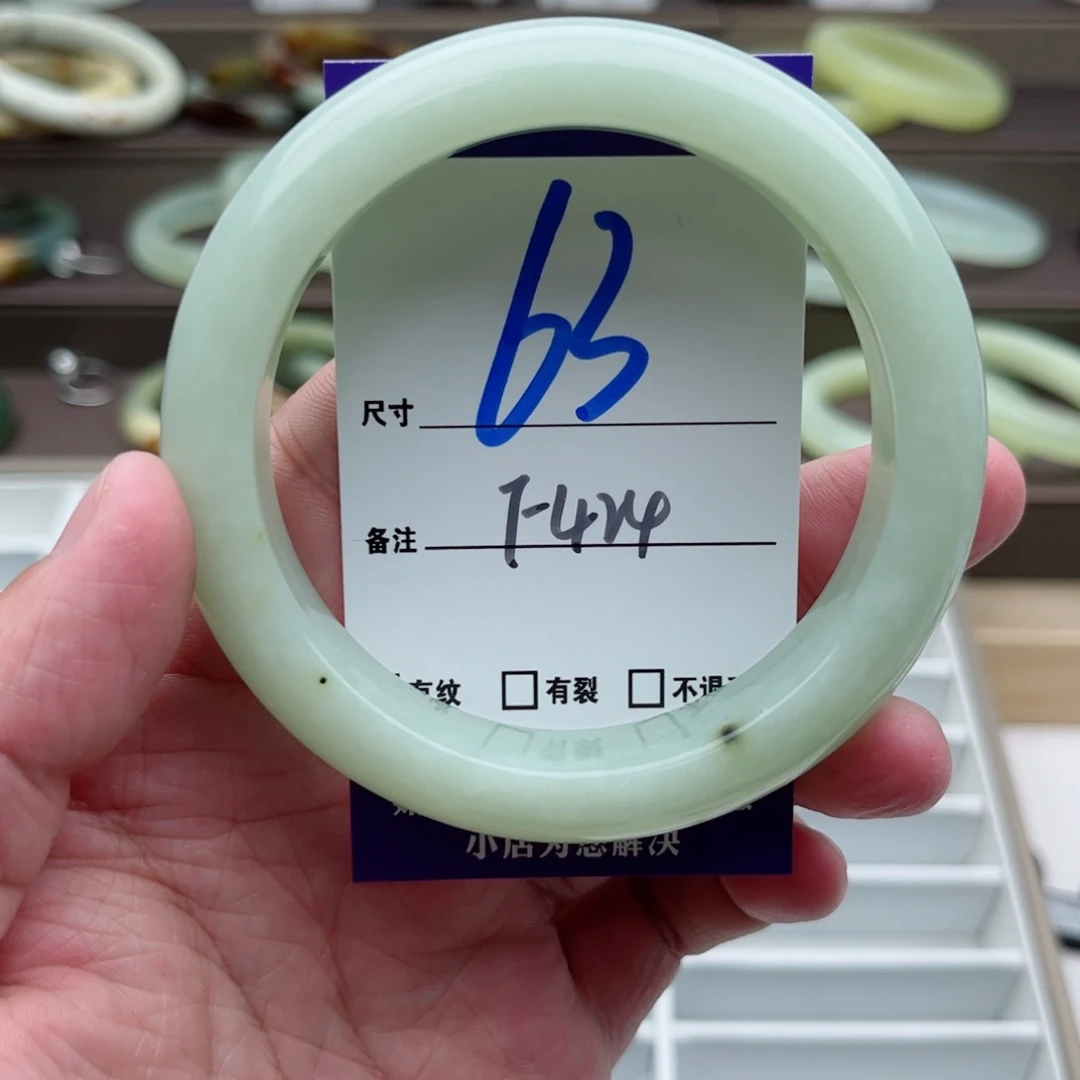 尺寸 63
备注 T-424
有纹 有裂 不退
小店为您解决